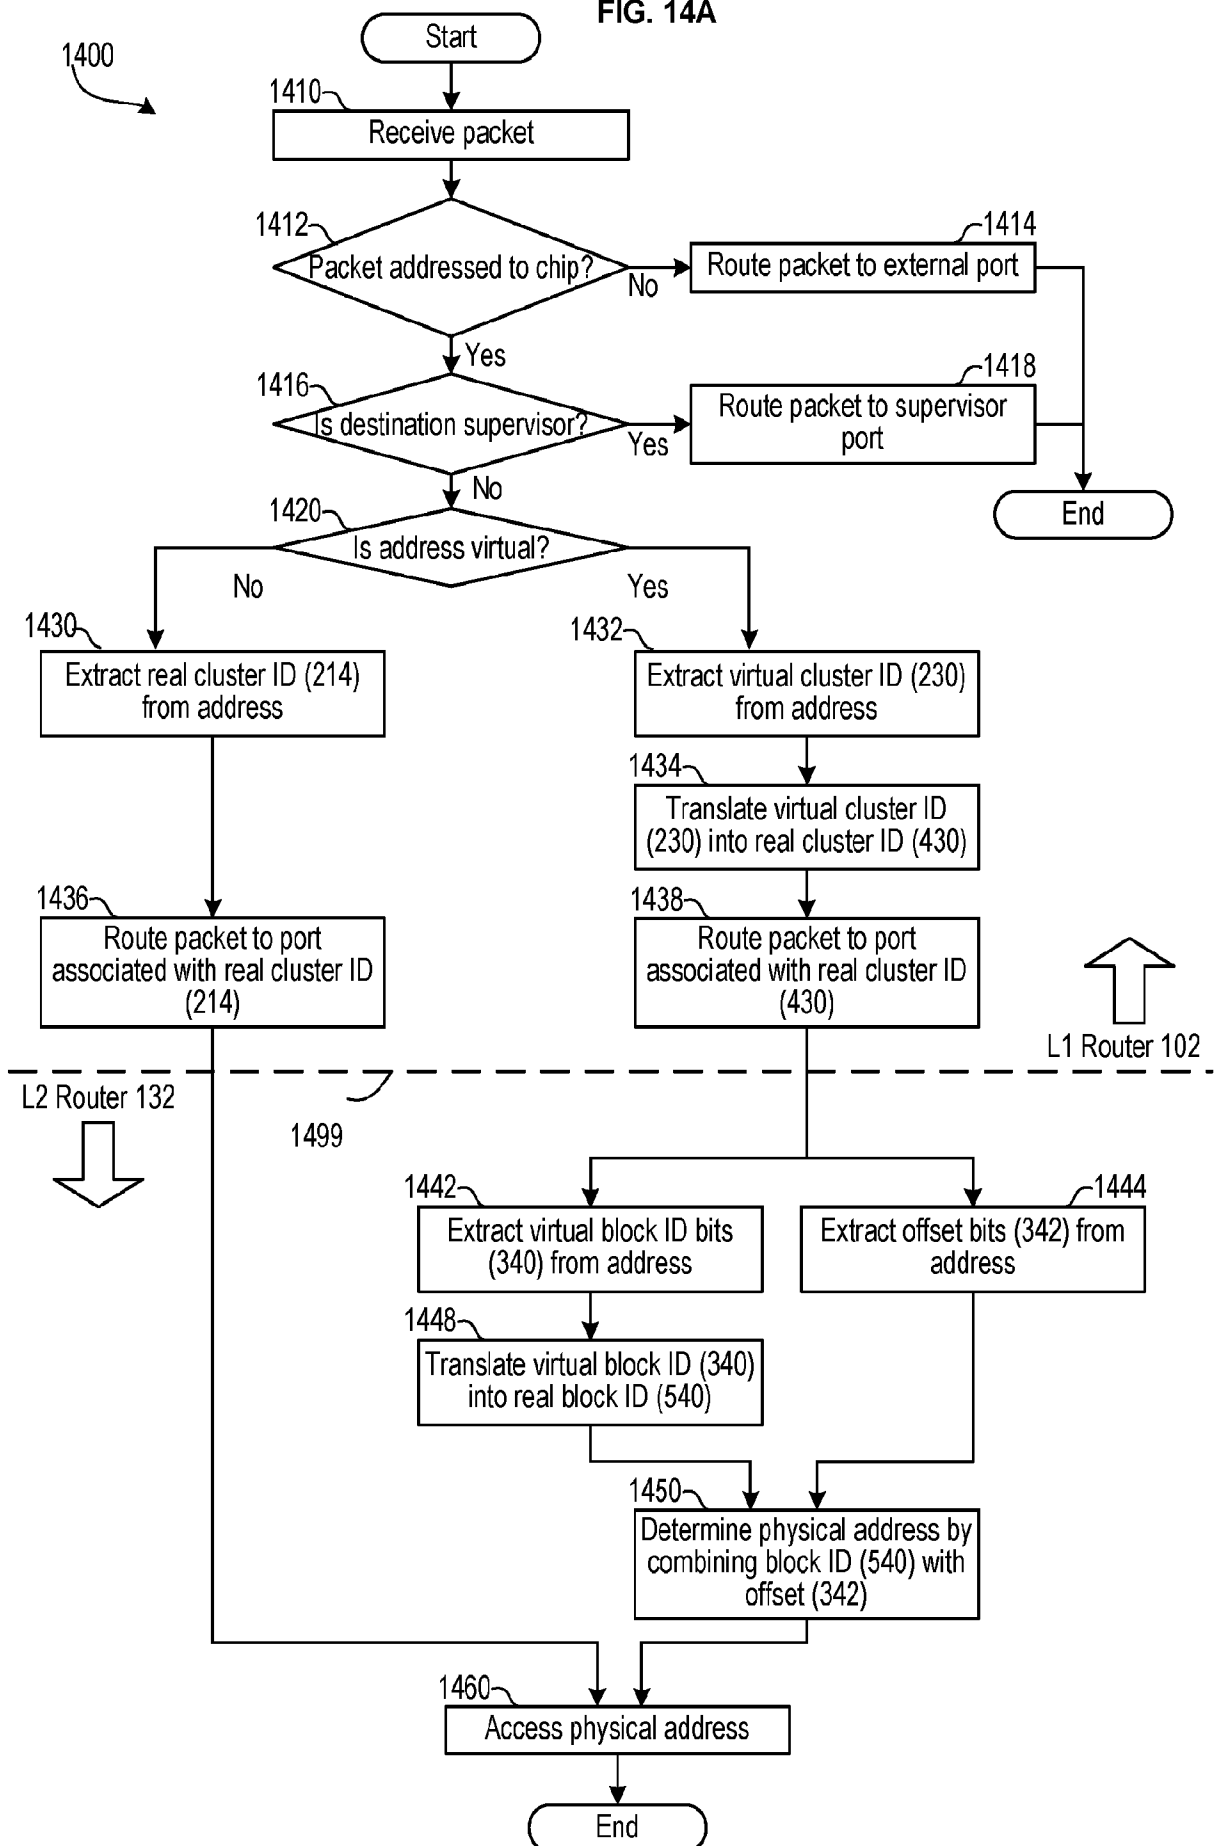 FIG. 14A
Start
1400
1410
Receive packet
1412
Packet addressed to chip?
No
1414
Route packet to external port
Yes
1416
Is destination supervisor?
Yes
1418
Route packet to supervisor
port
No
End
1420
Is address virtual?
No
Yes
1430
Extract real cluster ID (214)
from address
1432
Extract virtual cluster ID (230)
from address
1434
Translate virtual cluster ID
(230) into real cluster ID (430)
1436
Route packet to port
associated with real cluster ID
(214)
1438
Route packet to port
associated with real cluster ID
(430)
L1 Router 102
L2 Router 132
1499
1442
Extract virtual block ID bits
(340) from address
1444
Extract offset bits (342) from
address
1448
Translate virtual block ID (340)
into real block ID (540)
1450
Determine physical address by
combining block ID (540) with
offset (342)
1460
Access physical address
End